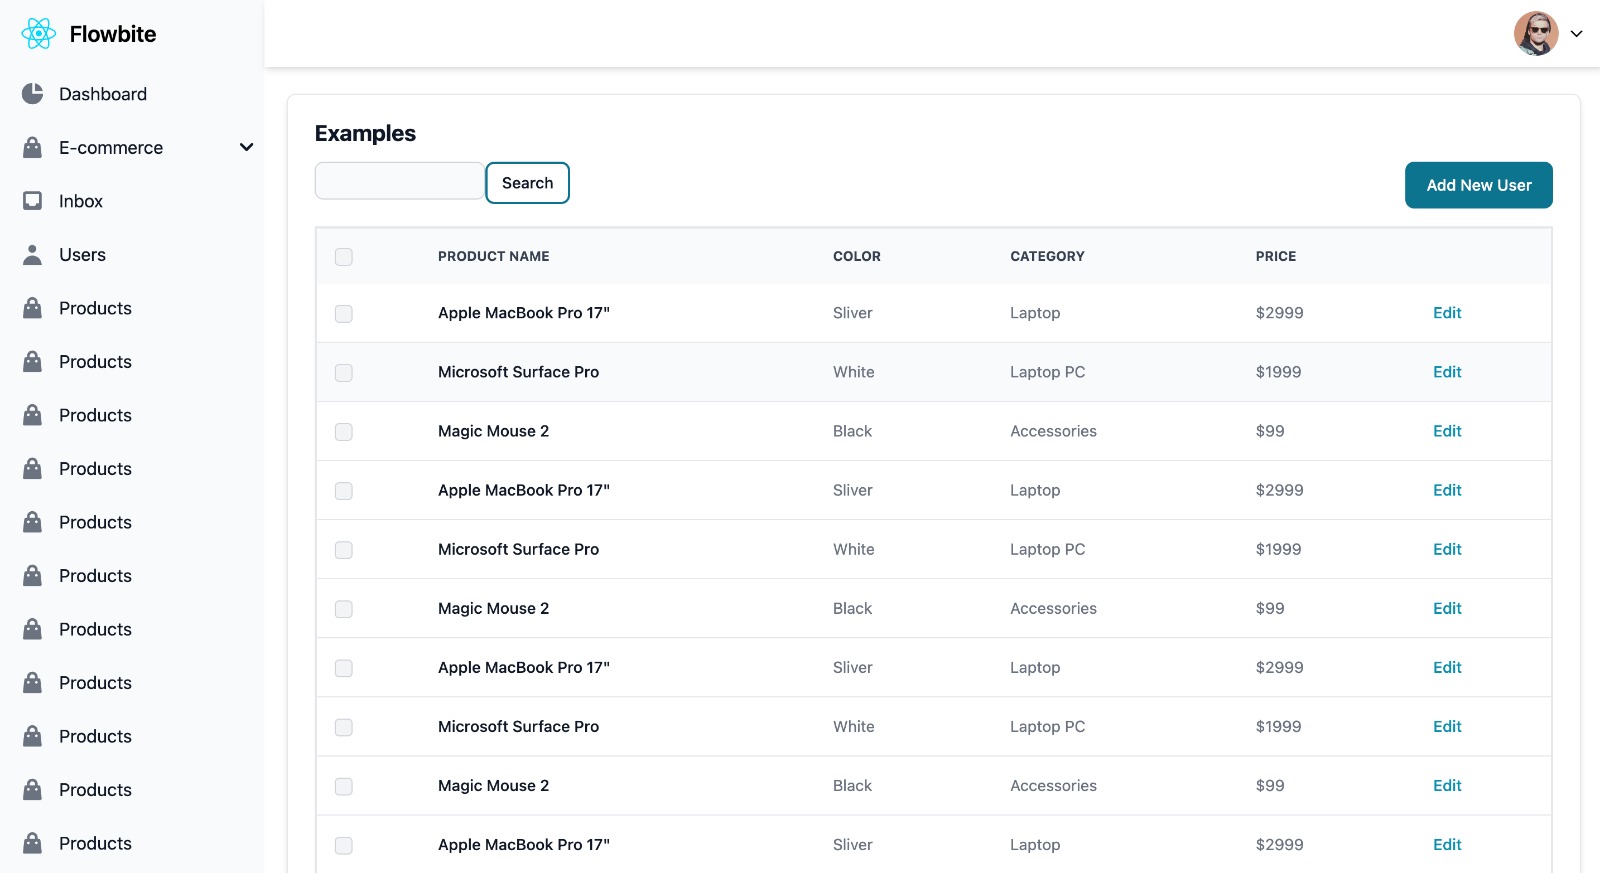 Flowbite
Dashboard
E-commerce
Inbox
Users
Products
Products
Products
Products
Products
Products
Products
Products
Products
Products
Products
Examples
Search
Add New User
PRODUCT NAME COLOR CATEGORY PRICE
Apple MacBook Pro 17" Sliver Laptop $2999 Edit
Microsoft Surface Pro White Laptop PC $1999 Edit
Magic Mouse 2 Black Accessories $99 Edit
Apple MacBook Pro 17" Sliver Laptop $2999 Edit
Microsoft Surface Pro White Laptop PC $1999 Edit
Magic Mouse 2 Black Accessories $99 Edit
Apple MacBook Pro 17" Sliver Laptop $2999 Edit
Microsoft Surface Pro White Laptop PC $1999 Edit
Magic Mouse 2 Black Accessories $99 Edit
Apple MacBook Pro 17" Sliver Laptop $2999 Edit